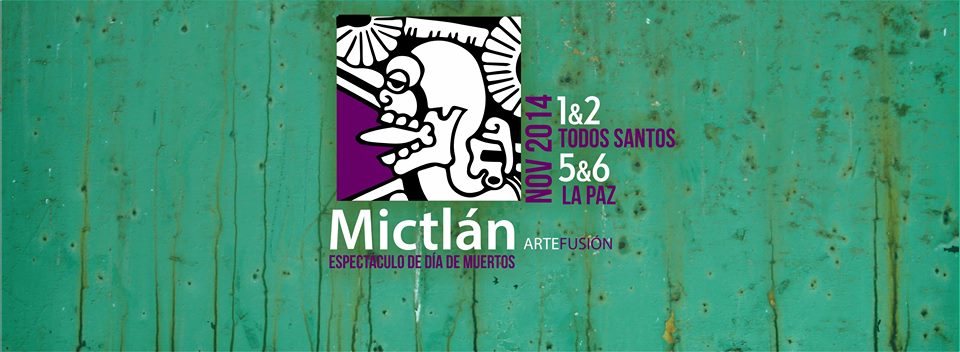 NOV 2014
1&2
TODOS SANTOS
5&6
LA PAZ
Mictlán ARTEFUSIÓN
ESPECTÁCULO DE DÍA DE MUERTOS